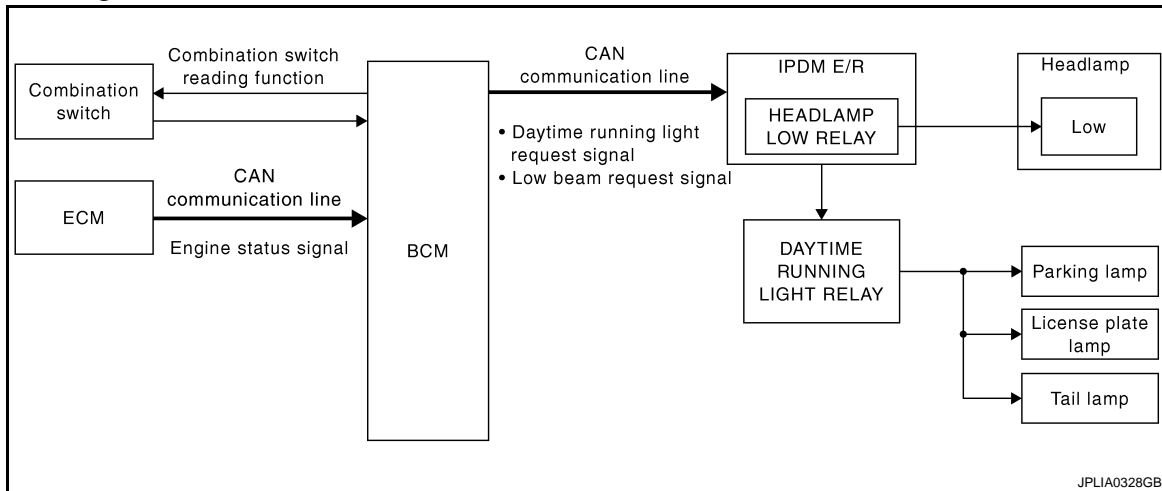 Combination switch
reading function
Combination
switch
CAN
communication line
ECM
Engine status signal
BCM
CAN
communication line
• Daytime running light
request signal
• Low beam request signal
IPDM E/R
HEADLAMP
LOW RELAY
Headlamp
Low
DAYTIME
RUNNING
LIGHT RELAY
Parking lamp
License plate
lamp
Tail lamp
JPLIA0328GB